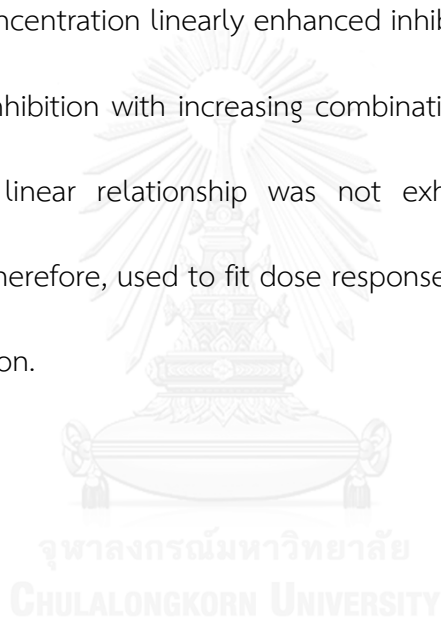 ncentration linearly enhanced inhib
nhibition with increasing combinati
linear relationship was not exh
herefore, used to fit dose response
on.
จุฬาลงกรณ์มหาวิทยาลัย
CHULALONGKORN UNIVERSITY